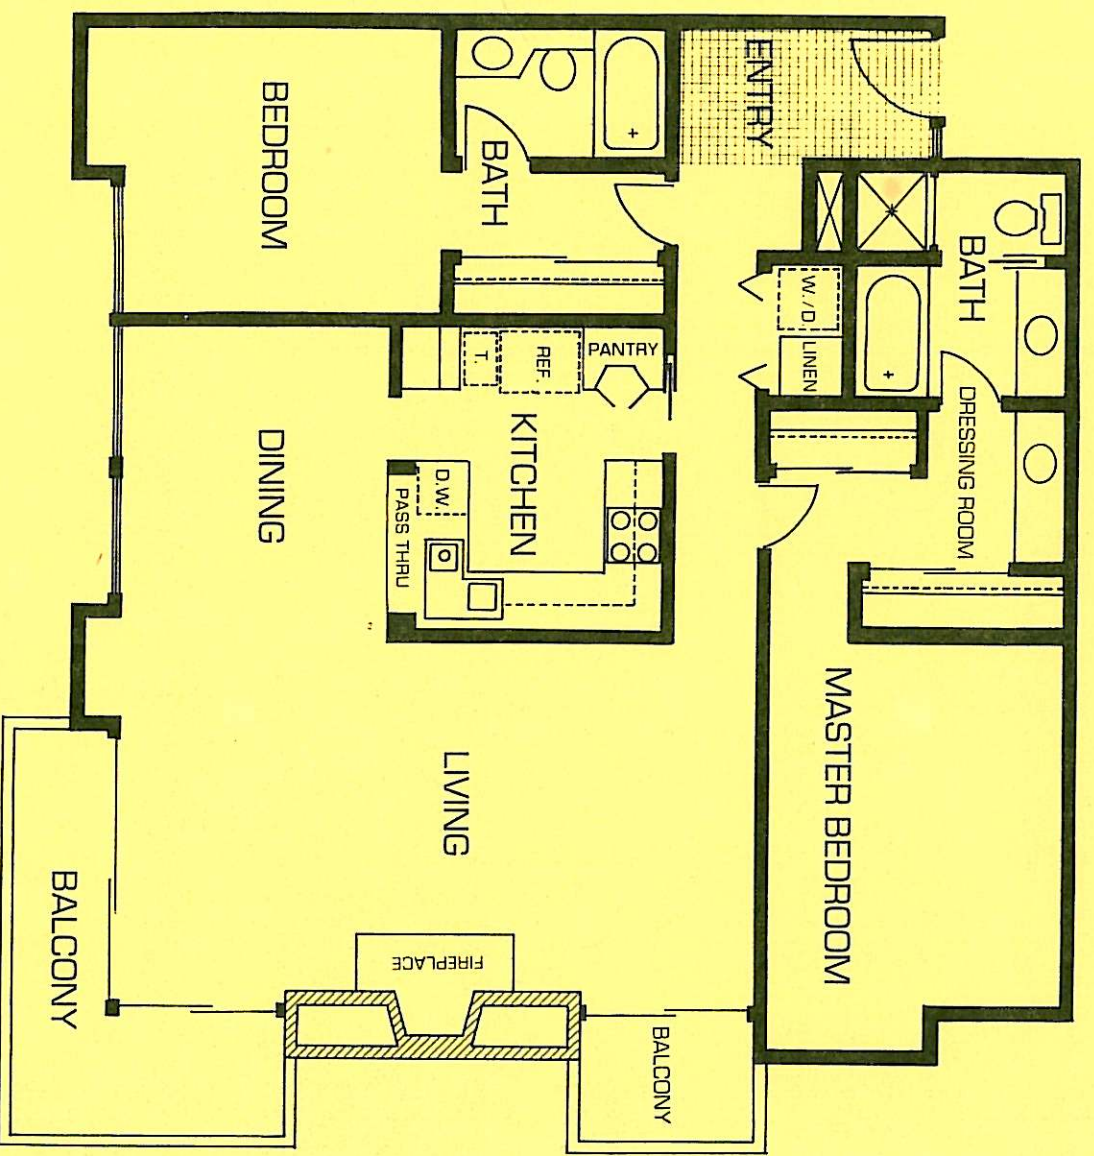 ENTRY
BEDROOM
BATH
BATH
W./D.
LINEN
PANTRY
REF.
T.
KITCHEN
DRESSING ROOM
DINING
D.W.
PASS THRU
MASTER BEDROOM
LIVING
FIREPLACE
BALCONY
BALCONY